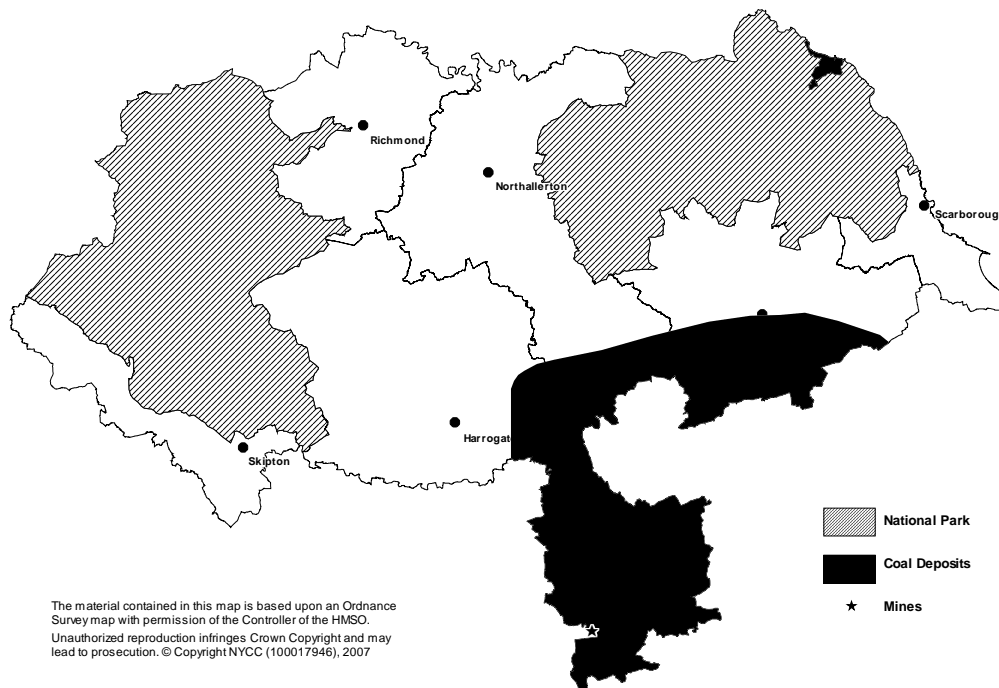 Richmond
Northallerton
Scarboroug
Harrogat
Skipton
National Park
Coal Deposits
Mines
The material contained in this map is based upon an Ordnance
Survey map with permission of the Controller of the HMSO.
Unauthorized reproduction infringes Crown Copyright and may
lead to prosecution. © Copyright NYCC (100017946), 2007